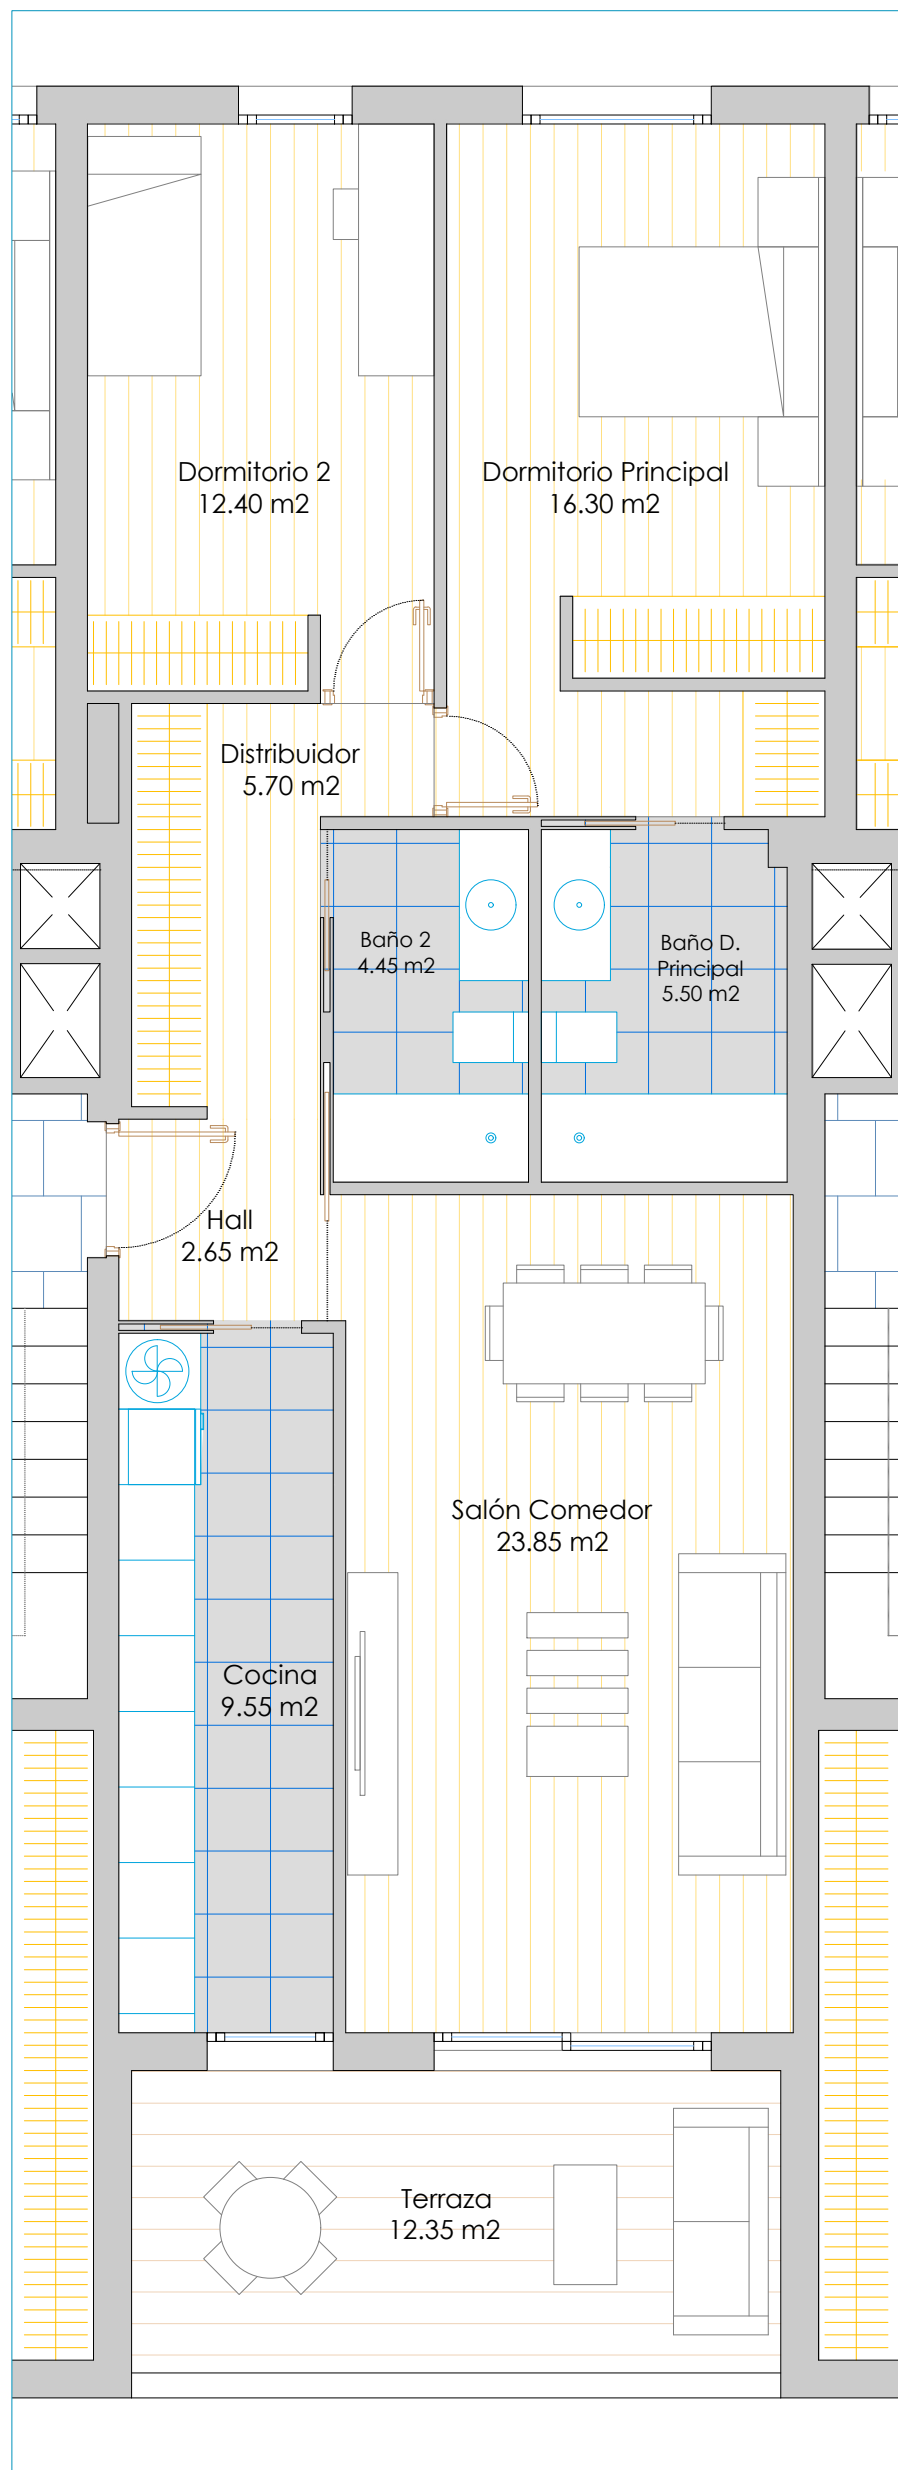 Dormitorio 2
12.40 m2
Dormitorio Principal
16.30 m2
Distribuidor
5.70 m2
Baño 2
4.45 m2
Baño D.
Principal
5.50 m2
Hall
2.65 m2
Salón Comedor
23.85 m2
Cocina
9.55 m2
Terraza
12.35 m2